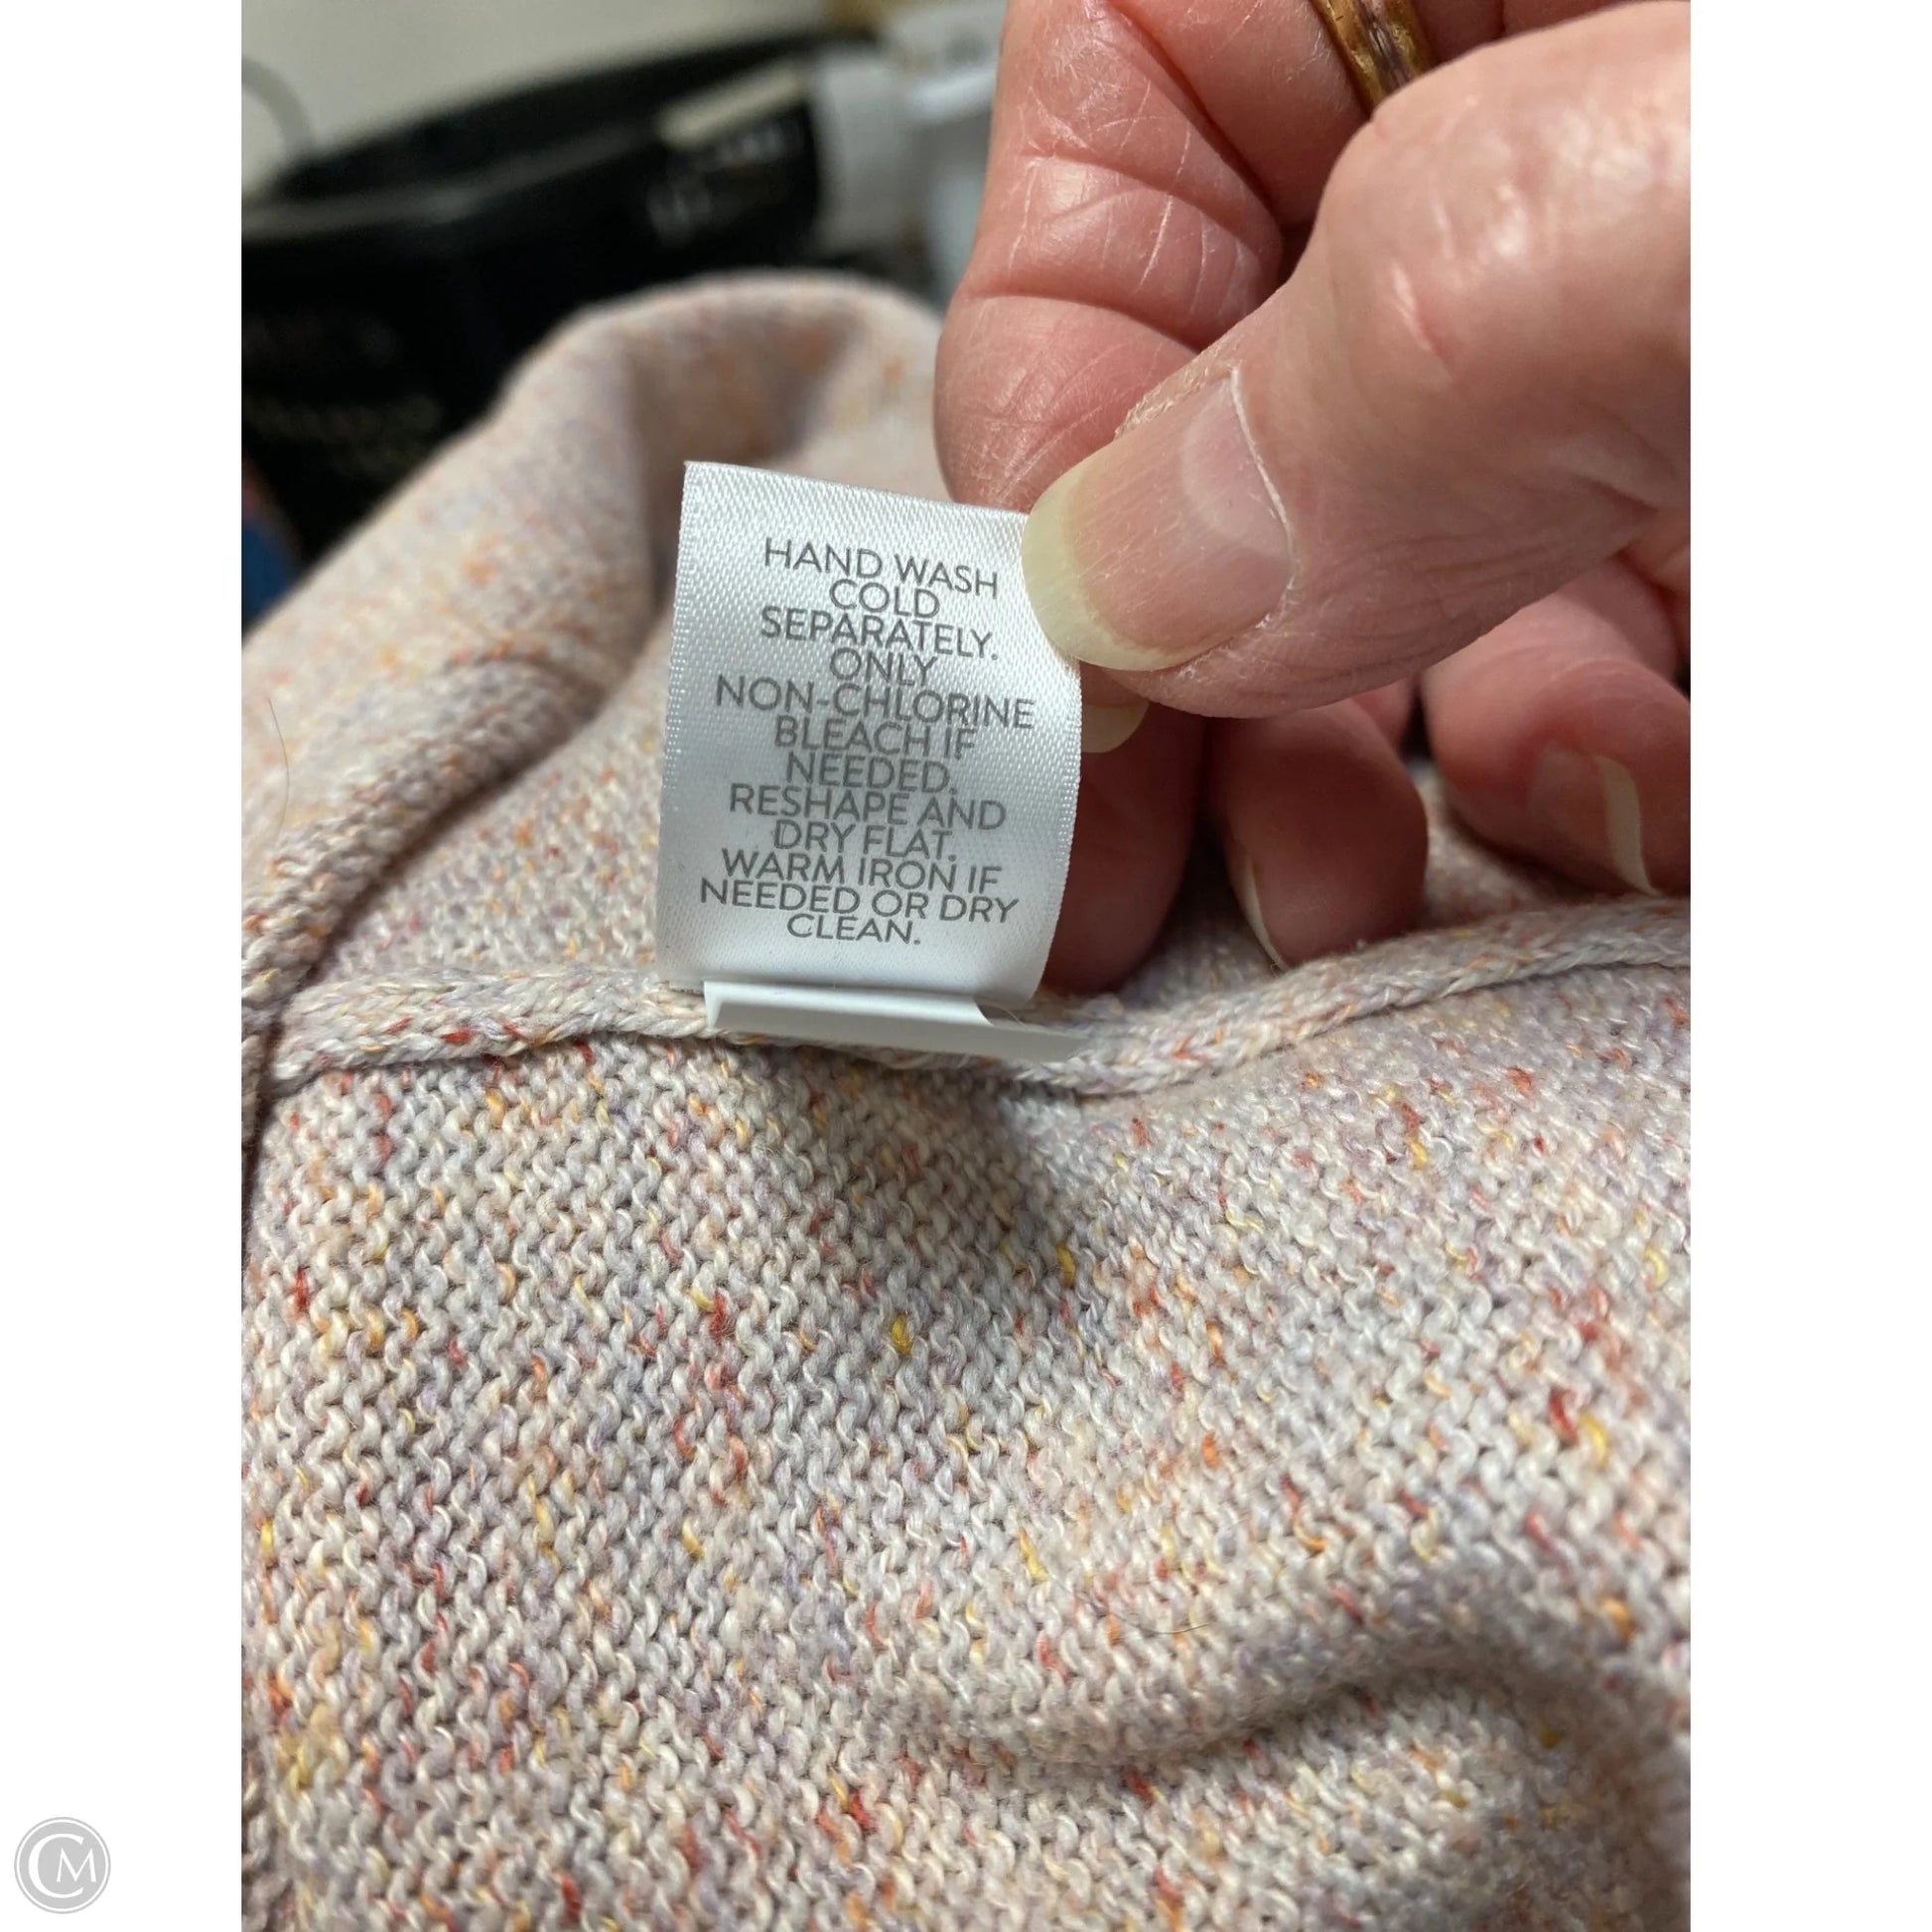 HAND WASH
COLD
SEPARATELY.
ONLY
NON-CHLORINE
BLEACH IF
NEEDED.
RESHAPE AND
DRY FLAT.
WARM IRON IF
NEEDED OR DRY
CLEAN.
CM